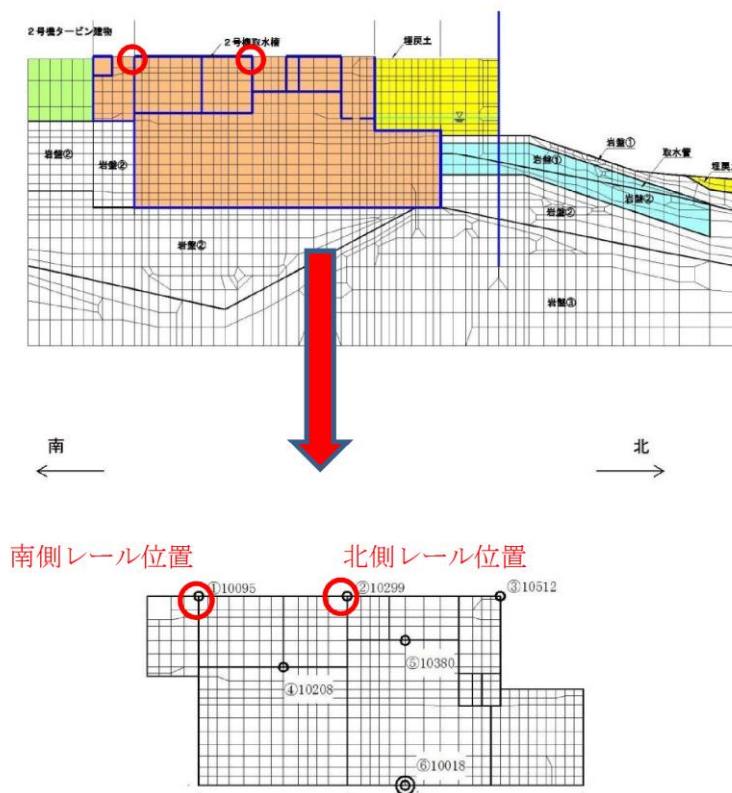 2号機タービン建物
2号機取水槽
埋戻土
岩盤①
取水管
岩盤②
岩盤②
岩盤①
岩盤②
埋戻
岩盤②
岩盤②
岩盤③
南
北
南側レール位置
北側レール位置
①10095
②10299
③10512
⑤10380
④10208
⑥10018